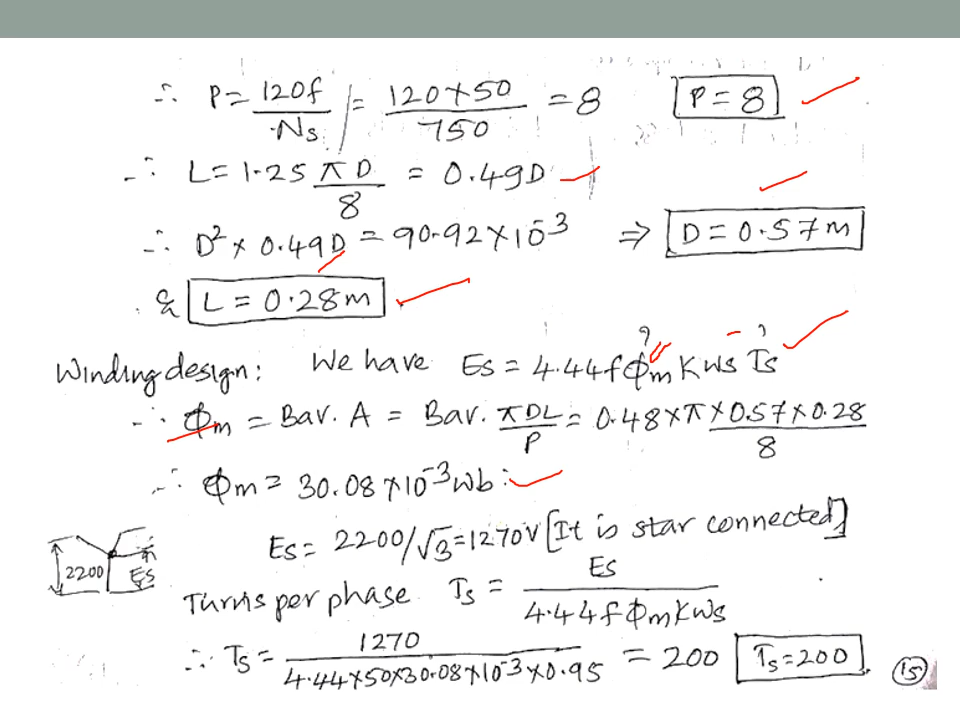 ∴ P = 120f / Ns = 120×50 / 750 = 8   P = 8
∴ L = 1.25 πD / 8 = 0.49D
∴ D² × 0.49D = 90.92×10⁻³ ⇒ D = 0.57m
& L = 0.28m
Winding design: We have Es = 4.44fΦm Kws Ts
∴ Φm = Bav. A = Bav. πDL / P = 0.48×π×0.57×0.28 / 8
∴ Φm = 30.08×10⁻³ wb
Es = 2200/√3 = 1270V [It is star connected]
2200 Es
Turns per phase Ts = Es / 4.44fΦmKws
∴ Ts = 1270 / 4.44×50×30.08×10⁻³×0.95 = 200   Ts = 200
15